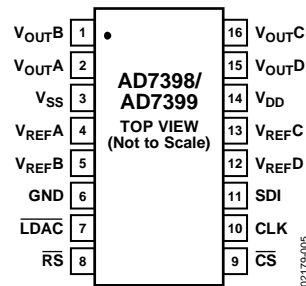 VOUTB 1
VOUTA 2
VSS 3
VREFA 4
VREFB 5
GND 6
LDAC 7
RS 8
AD7398/
AD7399
TOP VIEW
(Not to Scale)
16 VOUTC
15 VOUTD
14 VDD
13 VREFC
12 VREFD
11 SDI
10 CLK
9 CS
02179-005